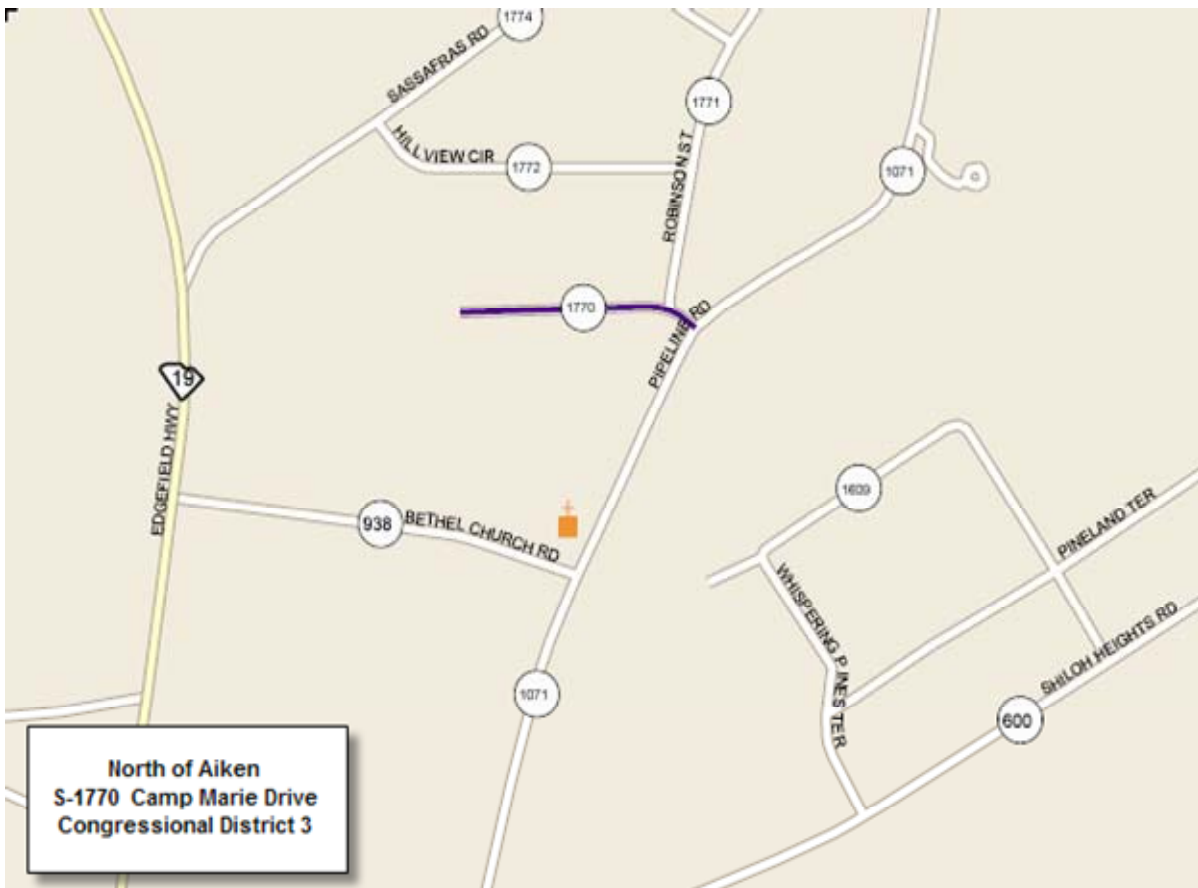 1774
SASSAFRAS RD
1771
HILLVIEW CIR
1772
1071
ROBINSON ST
1770
PIPELINE RD
19
EDGEFIELD HWY
1609
938
BETHEL CHURCH RD
PINELAND TER
WHISPERING PINES TER
SHILOH HEIGHTS RD
1071
600
North of Aiken
S-1770 Camp Marie Drive
Congressional District 3